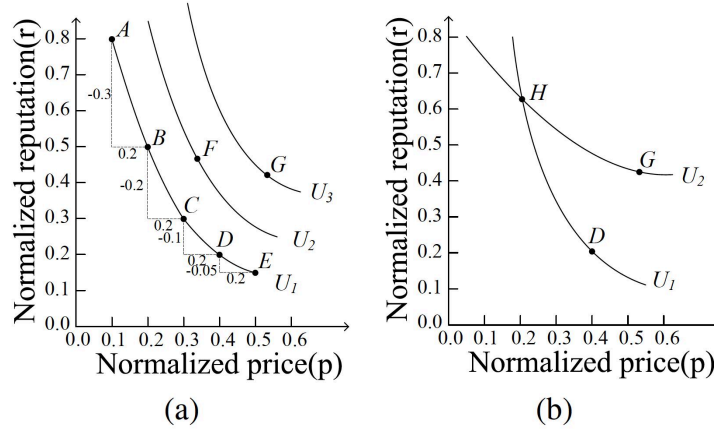 Normalized reputation(r)
0.8
0.6
0.5
0.4
0.3
0.2
0.1
0.0
A
-0.3
0.2
B
-0.2
0.2
C
-0.1
0.2
D
-0.05
0.2
E
F
G
U3
U2
U1
0.0 0.1 0.2 0.3 0.4 0.5 0.6
Normalized price(p)
(a)
Normalized reputation(r)
0.8
0.6
0.5
0.4
0.3
0.2
0.1
0.0
H
G
U2
D
U1
0.0 0.1 0.2 0.3 0.4 0.5 0.6
Normalized price(p)
(b)